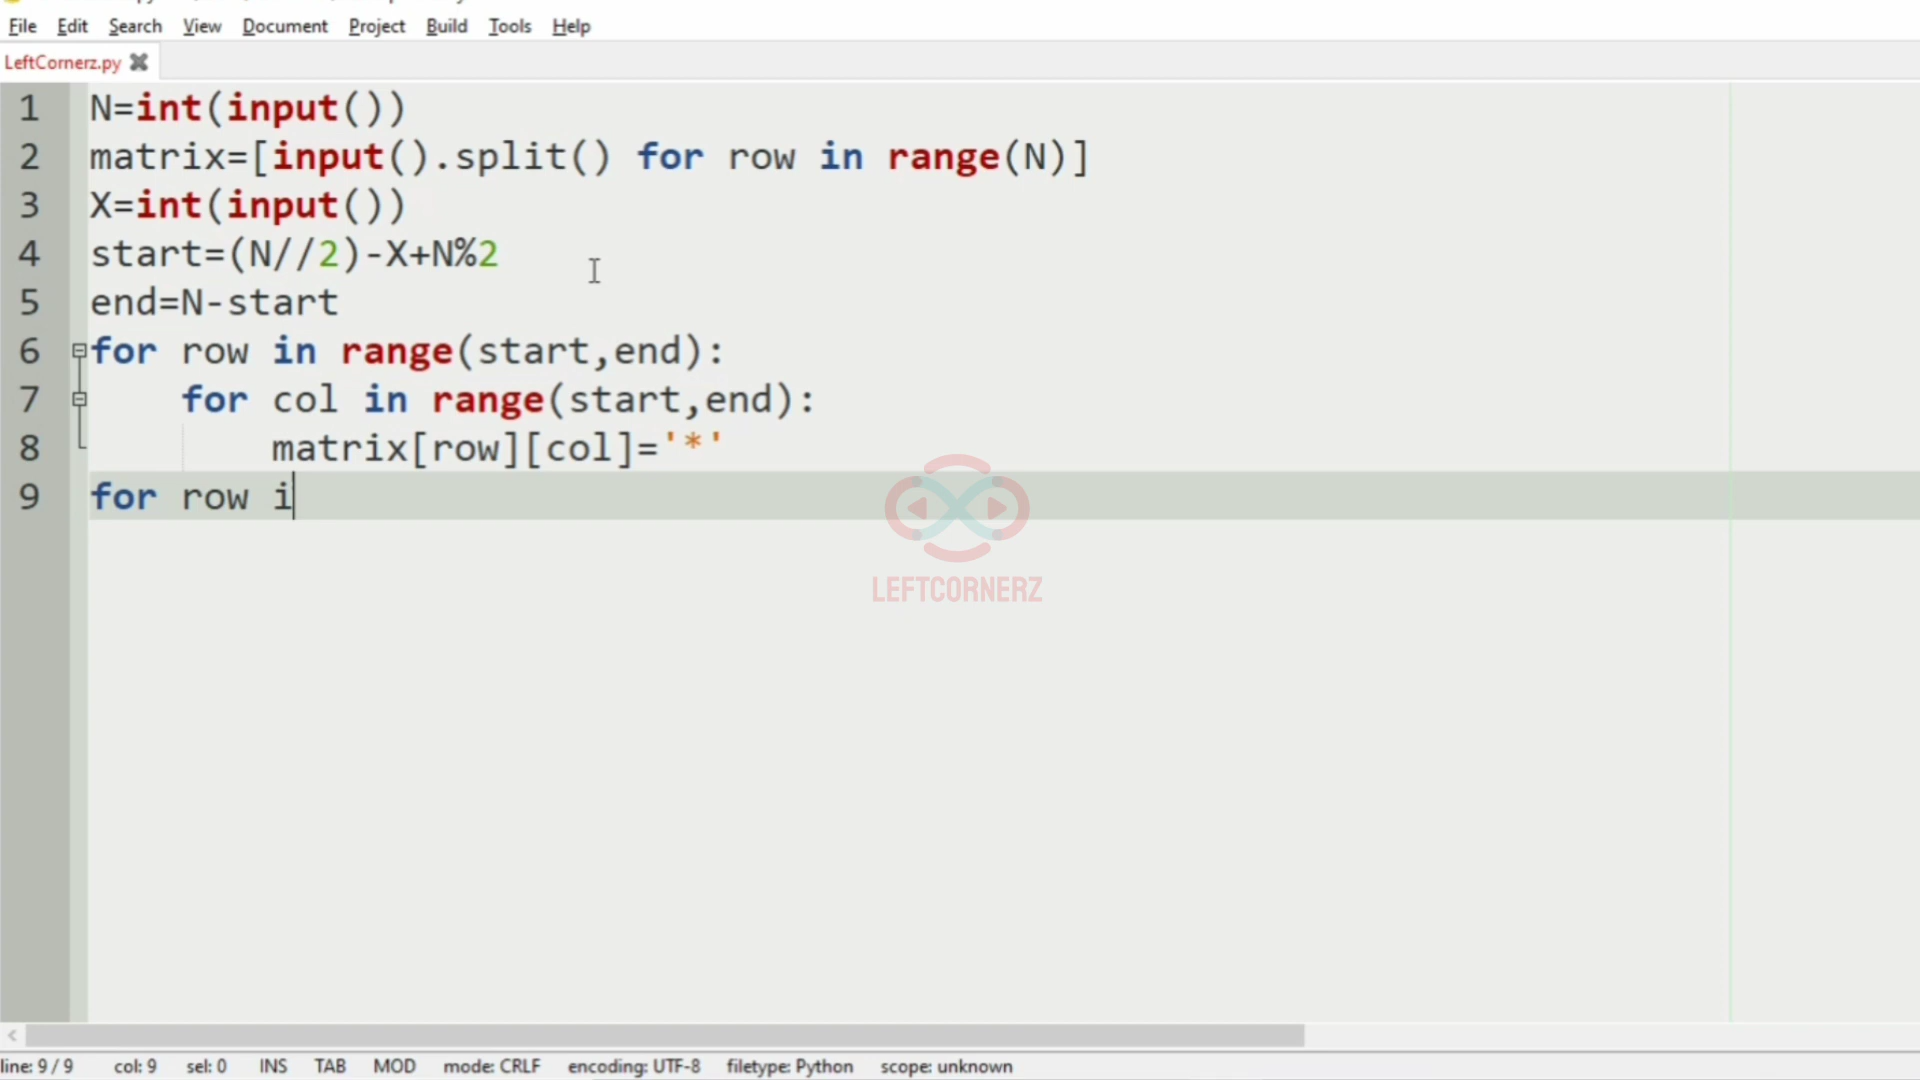 File Edit Search View Document Project Build Tools Help
LeftCornerz.py
1 N=int(input())
2 matrix=[input().split() for row in range(N)]
3 X=int(input())
4 start=(N//2)-X+N%2
5 end=N-start
6 for row in range(start,end):
7 for col in range(start,end):
8 matrix[row][col]='*'
9 for row i
LEFTCORNERZ
line: 9 / 9 col: 9 sel: 0 INS TAB MOD mode: CRLF encoding: UTF-8 filetype: Python scope: unknown